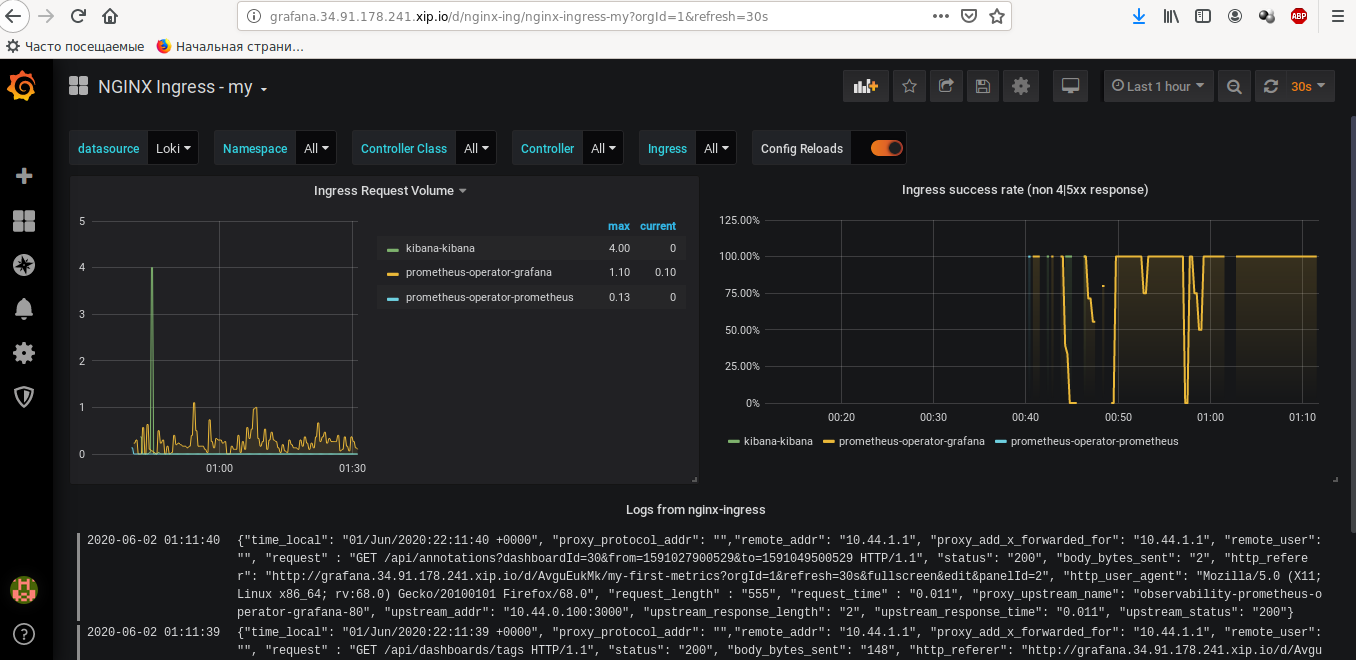 grafana.34.91.178.241.xip.io/d/nginx-ing/nginx-ingress-my?orgId=1&refresh=30s
ABP
Часто посещаемые
Начальная страни…
NGINX Ingress - my
Last 1 hour
30s
datasource Loki
Namespace All
Controller Class All
Controller All
Ingress All
Config Reloads
Ingress Request Volume
5
4
3
2
1
0
01:00 01:30
max current
kibana-kibana 4.00 0
prometheus-operator-grafana 1.10 0.10
prometheus-operator-prometheus 0.13 0
Ingress success rate (non 4|5xx response)
125.00%
100.00%
75.00%
50.00%
25.00%
0%
00:20 00:30 00:40 00:50 01:00 01:10
kibana-kibana prometheus-operator-grafana prometheus-operator-prometheus
Logs from nginx-ingress
2020-06-02 01:11:40 {"time_local": "01/Jun/2020:22:11:40 +0000", "proxy_protocol_addr": "","remote_addr": "10.44.1.1", "proxy_add_x_forwarded_for": "10.44.1.1", "remote_user":
"", "request" : "GET /api/annotations?dashboardId=30&from=1591027900529&to=1591049500529 HTTP/1.1", "status": "200", "body_bytes_sent": "2", "http_refere
r": "http://grafana.34.91.178.241.xip.io/d/AvguEukMk/my-first-metrics?orgId=1&refresh=30s&fullscreen&edit&panelId=2", "http_user_agent": "Mozilla/5.0 (X11;
Linux x86_64; rv:68.0) Gecko/20100101 Firefox/68.0", "request_length" : "555", "request_time" : "0.011", "proxy_upstream_name": "observability-prometheus-o
perator-grafana-80", "upstream_addr": "10.44.0.100:3000", "upstream_response_length": "2", "upstream_response_time": "0.011", "upstream_status": "200"}
2020-06-02 01:11:39 {"time_local": "01/Jun/2020:22:11:39 +0000", "proxy_protocol_addr": "","remote_addr": "10.44.1.1", "proxy_add_x_forwarded_for": "10.44.1.1", "remote_user":
"", "request" : "GET /api/dashboards/tags HTTP/1.1", "status": "200", "body_bytes_sent": "148", "http_referer": "http://grafana.34.91.178.241.xip.io/d/Avgu